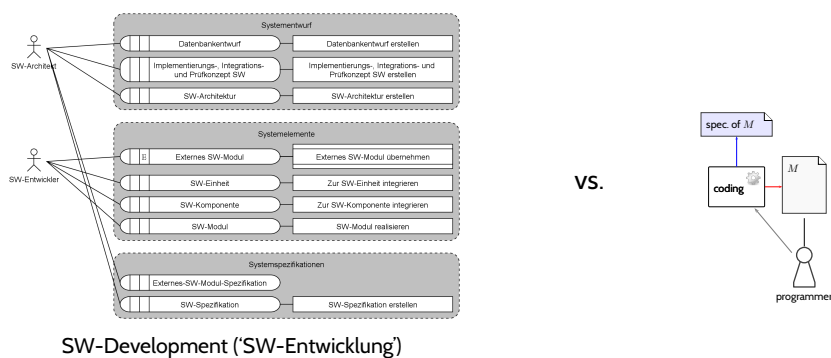 Systementwurf
SW-Architekt
Datenbankentwurf
Datenbankentwurf erstellen
Implementierungs-, Integrations-
und Prüfkonzept SW
Implementierungs-, Integrations- und
Prüfkonzept SW erstellen
SW-Architektur
SW-Architektur erstellen
Systemelemente
SW-Entwickler
E
Externes SW-Modul
Externes SW-Modul übernehmen
SW-Einheit
Zur SW-Einheit integrieren
SW-Komponente
Zur SW-Komponente integrieren
SW-Modul
SW-Modul realisieren
Systemspezifikationen
Externes-SW-Modul-Spezifikation
SW-Spezifikation
SW-Spezifikation erstellen
SW-Development (‘SW-Entwicklung’)
vs.
spec. of M
coding
M
programmer